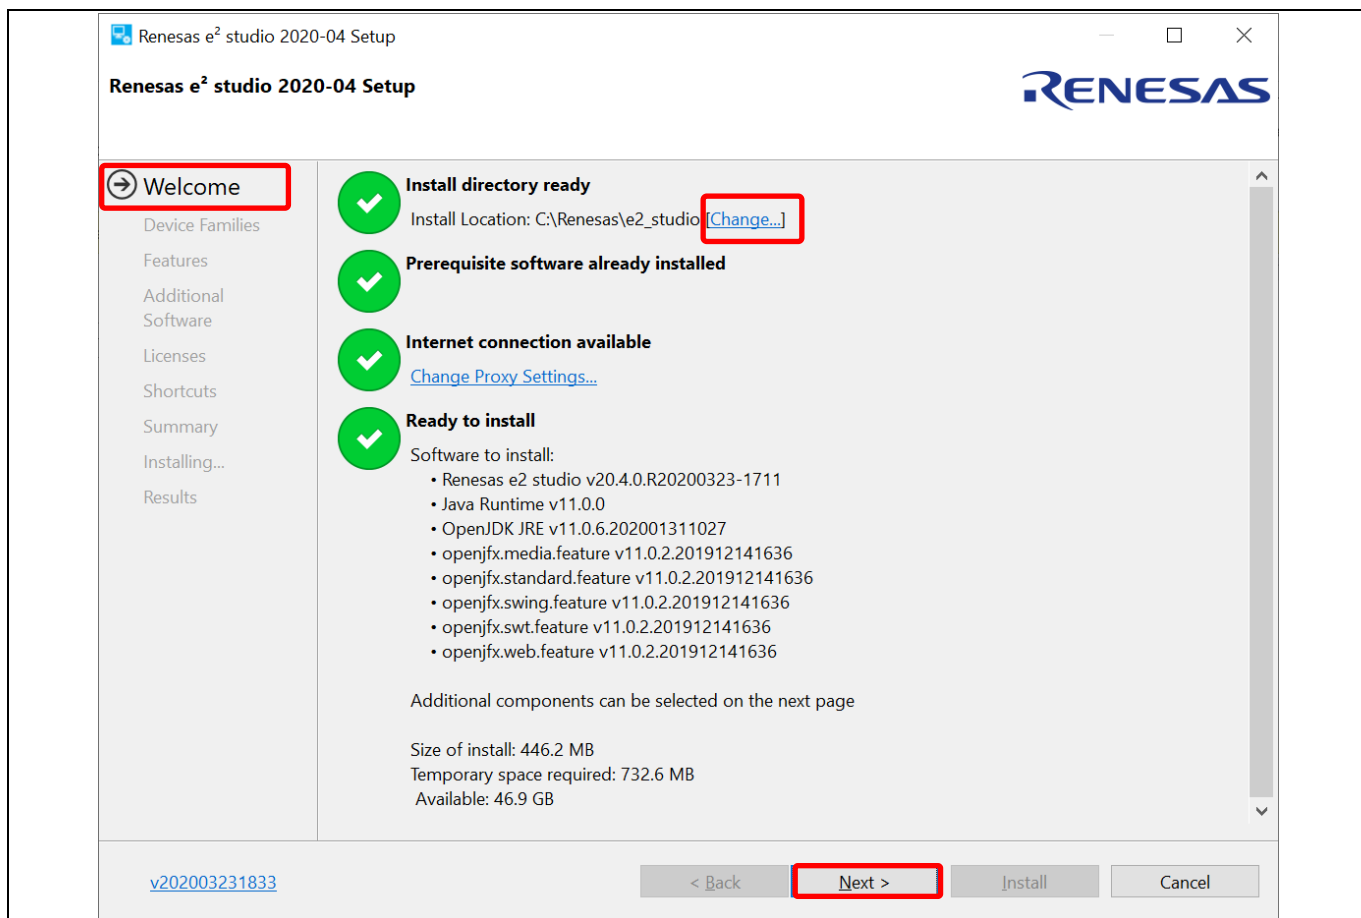 Renesas e² studio 2020-04 Setup
Renesas e² studio 2020-04 Setup
RENESAS
Welcome
Device Families
Features
Additional
Software
Licenses
Shortcuts
Summary
Installing...
Results
Install directory ready
Install Location: C:\Renesas\e2_studio [Change...]
Prerequisite software already installed
Internet connection available
Change Proxy Settings...
Ready to install
Software to install:
• Renesas e2 studio v20.4.0.R20200323-1711
• Java Runtime v11.0.0
• OpenJDK JRE v11.0.6.202001311027
• openjfx.media.feature v11.0.2.201912141636
• openjfx.standard.feature v11.0.2.201912141636
• openjfx.swing.feature v11.0.2.201912141636
• openjfx.swt.feature v11.0.2.201912141636
• openjfx.web.feature v11.0.2.201912141636
Additional components can be selected on the next page
Size of install: 446.2 MB
Temporary space required: 732.6 MB
Available: 46.9 GB
v202003231833
< Back
Next >
Install
Cancel